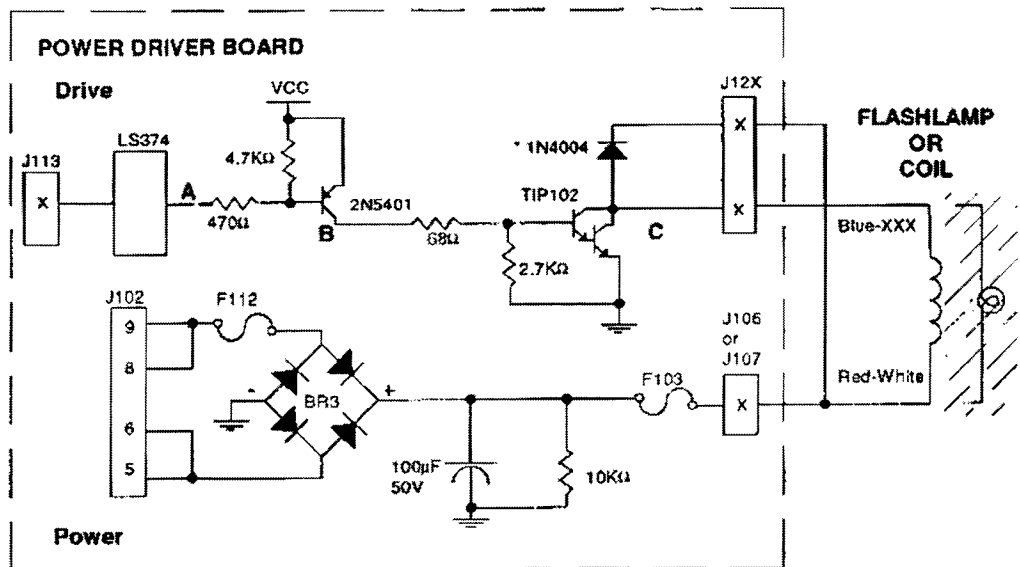 POWER DRIVER BOARD
Drive
VCC
J12X
FLASHLAMP
OR
COIL
J113
X
LS374
4.7KΩ
* 1N4004
X
A
470Ω
2N5401
B
68Ω
TIP102
C
X
Blue-XXX
2.7KΩ
J102
9
8
6
5
F112
-
BR3
+
F103
J106
or
J107
X
Red-White
100µF
50V
10KΩ
Power